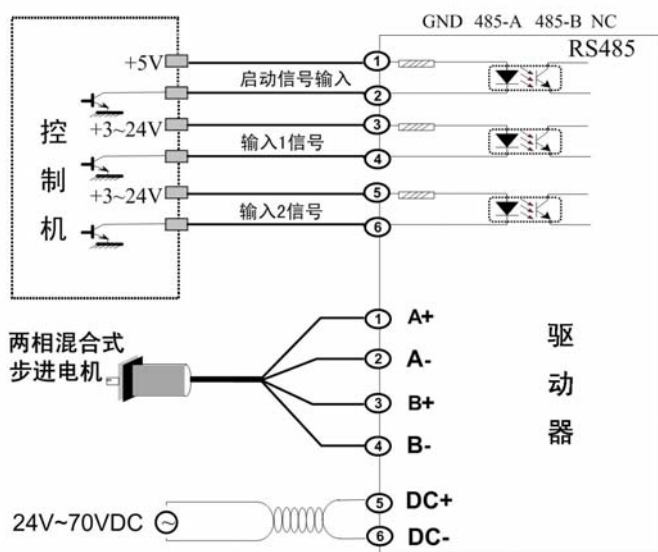 GND 485-A 485-B NC
RS485
+5V
1
启动信号输入
2
+3~24V
3
输入1信号
4
+3~24V
5
输入2信号
6
控制机
两相混合式
步进电机
1 A+
2 A-
3 B+
4 B-
驱动器
24V~70VDC
~
5 DC+
6 DC-